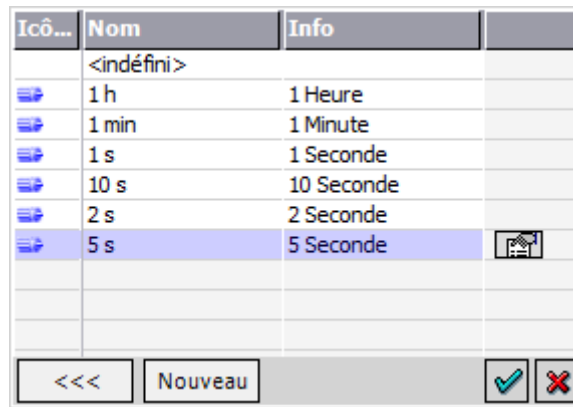 Icô... Nom Info
<indéfini>
1 h 1 Heure
1 min 1 Minute
1 s 1 Seconde
10 s 10 Seconde
2 s 2 Seconde
5 s 5 Seconde
<<< Nouveau